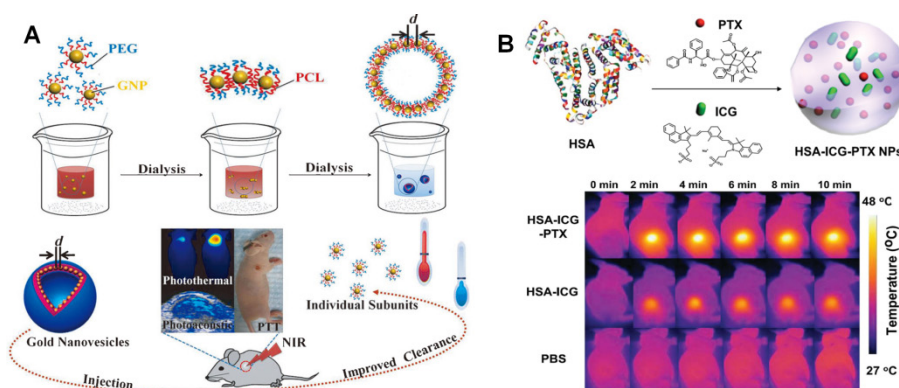 A
d
PEG
GNP
PCL
Dialysis
Dialysis
d
Gold Nanovesicles
Photothermal
Photoacoustic
PTT
Individual Subunits
NIR
Injection
Improved Clearance
B
PTX
HSA
ICG
HSA-ICG-PTX NPs
0 min 2 min 4 min 6 min 8 min 10 min
HSA-ICG
-PTX
HSA-ICG
PBS
48 °C
Temperature (°C)
27 °C